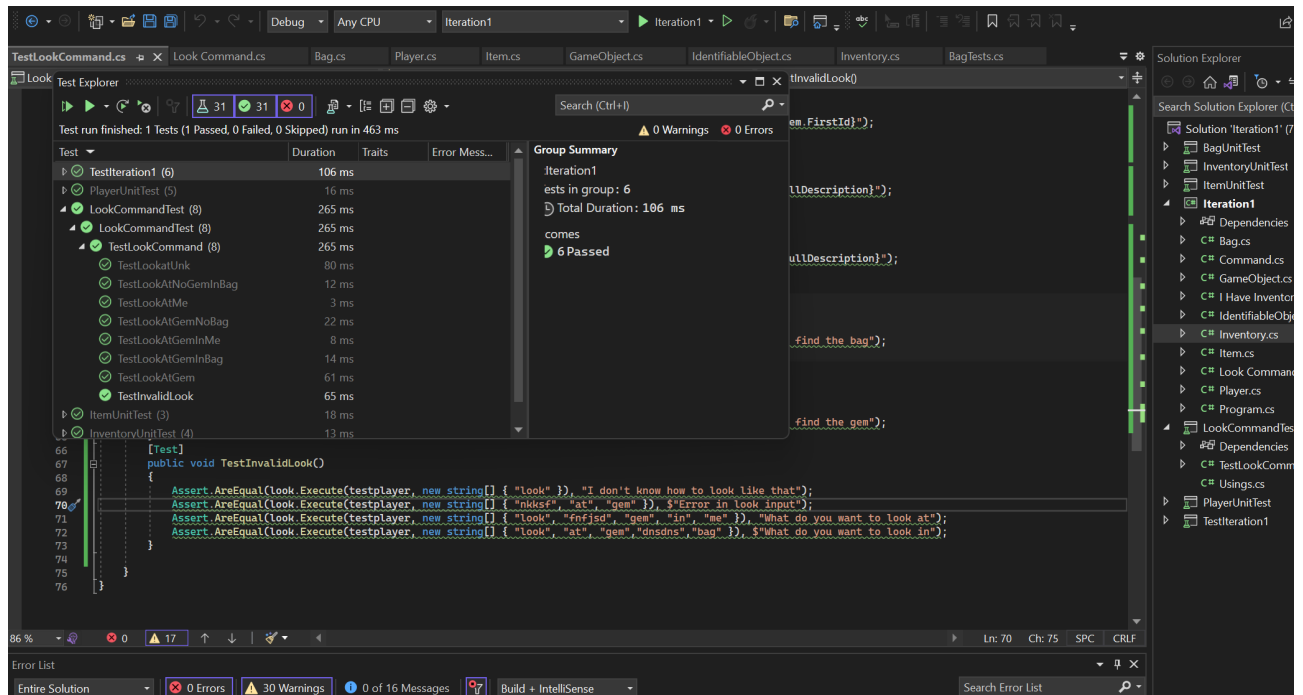 Debug Any CPU Iteration1 Iteration1
TestLookCommand.cs Look Command.cs Bag.cs Player.cs Item.cs GameObject.cs IdentifiableObject.cs Inventory.cs BagTests.cs
Solution Explorer
Look
Test Explorer
tInvalidLook()
31 31 0
Search (Ctrl+I)
Search Solution Explorer (Ct
Test run finished: 1 Tests (1 Passed, 0 Failed, 0 Skipped) run in 463 ms
0 Warnings 0 Errors
em.FirstId}");
Test Duration Traits Error Mess...
Group Summary
TestIteration1 (6) 106 ms
Iteration1
PlayerUnitTest (5) 16 ms
ests in group: 6
ullDescription}");
LookCommandTest (8) 265 ms
Total Duration: 106 ms
LookCommandTest (8) 265 ms
comes
TestLookCommand (8) 265 ms
6 Passed
ullDescription}");
TestLookatUnk 80 ms
TestLookAtNoGemInBag 12 ms
TestLookAtMe 3 ms
TestLookAtGemNoBag 22 ms
TestLookAtGemInMe 8 ms
find the bag");
TestLookAtGemInBag 14 ms
TestLookAtGem 61 ms
TestInvalidLook 65 ms
ItemUnitTest (3) 18 ms
find the gem");
InventoryUnitTest (4) 13 ms
66 [Test]
67 public void TestInvalidLook()
68 {
69 Assert.AreEqual(look.Execute(testplayer, new string[] { "look" }), "I don't know how to look like that");
70 Assert.AreEqual(look.Execute(testplayer, new string[] { "nkksf", "at", "gem" }), $"Error in look input");
71 Assert.AreEqual(look.Execute(testplayer, new string[] { "look", "fnfjsd", "gem", "in", "me" }), "What do you want to look at");
72 Assert.AreEqual(look.Execute(testplayer, new string[] { "look", "at", "gem","dnsdns","bag" }), $"What do you want to look in");
73 }
74
75 }
76 }
Solution 'Iteration1' (7
BagUnitTest
InventoryUnitTest
ItemUnitTest
Iteration1
Dependencies
C# Bag.cs
C# Command.cs
C# GameObject.cs
C# I Have Inventor
C# IdentifiableObje
C# Inventory.cs
C# Item.cs
C# Look Command
C# Player.cs
C# Program.cs
LookCommandTes
Dependencies
C# TestLookComm
C# Usings.cs
PlayerUnitTest
TestIteration1
86 % 0 17 Ln: 70 Ch: 75 SPC CRLF
Error List
Entire Solution 0 Errors 30 Warnings 0 of 16 Messages Build + IntelliSense Search Error List